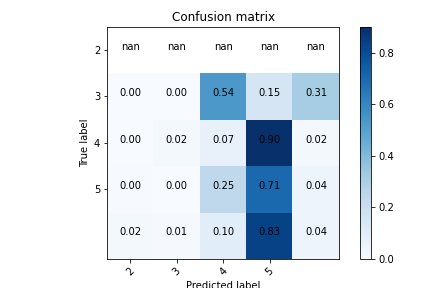 Confusion matrix
2 nan nan nan nan nan
3 0.00 0.00 0.54 0.15 0.31
4 0.00 0.02 0.07 0.90 0.02
5 0.00 0.00 0.25 0.71 0.04
0.02 0.01 0.10 0.83 0.04
2 3 4 5
True label
Predicted label
0.8
0.6
0.4
0.2
0.0